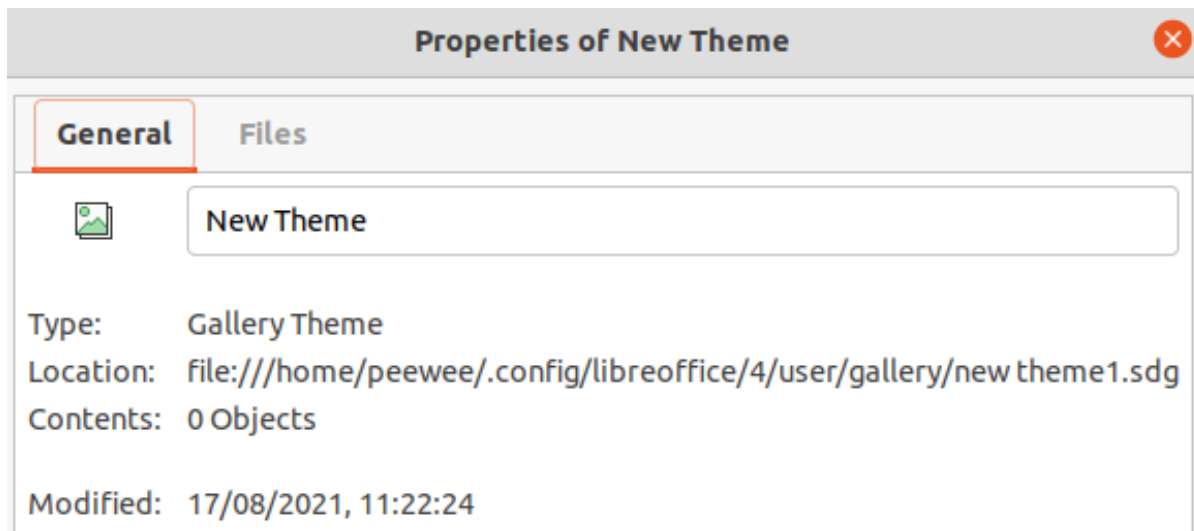 Properties of New Theme
General Files
New Theme
Type: Gallery Theme
Location: file:///home/peewee/.config/libreoffice/4/user/gallery/new theme1.sdg
Contents: 0 Objects
Modified: 17/08/2021, 11:22:24